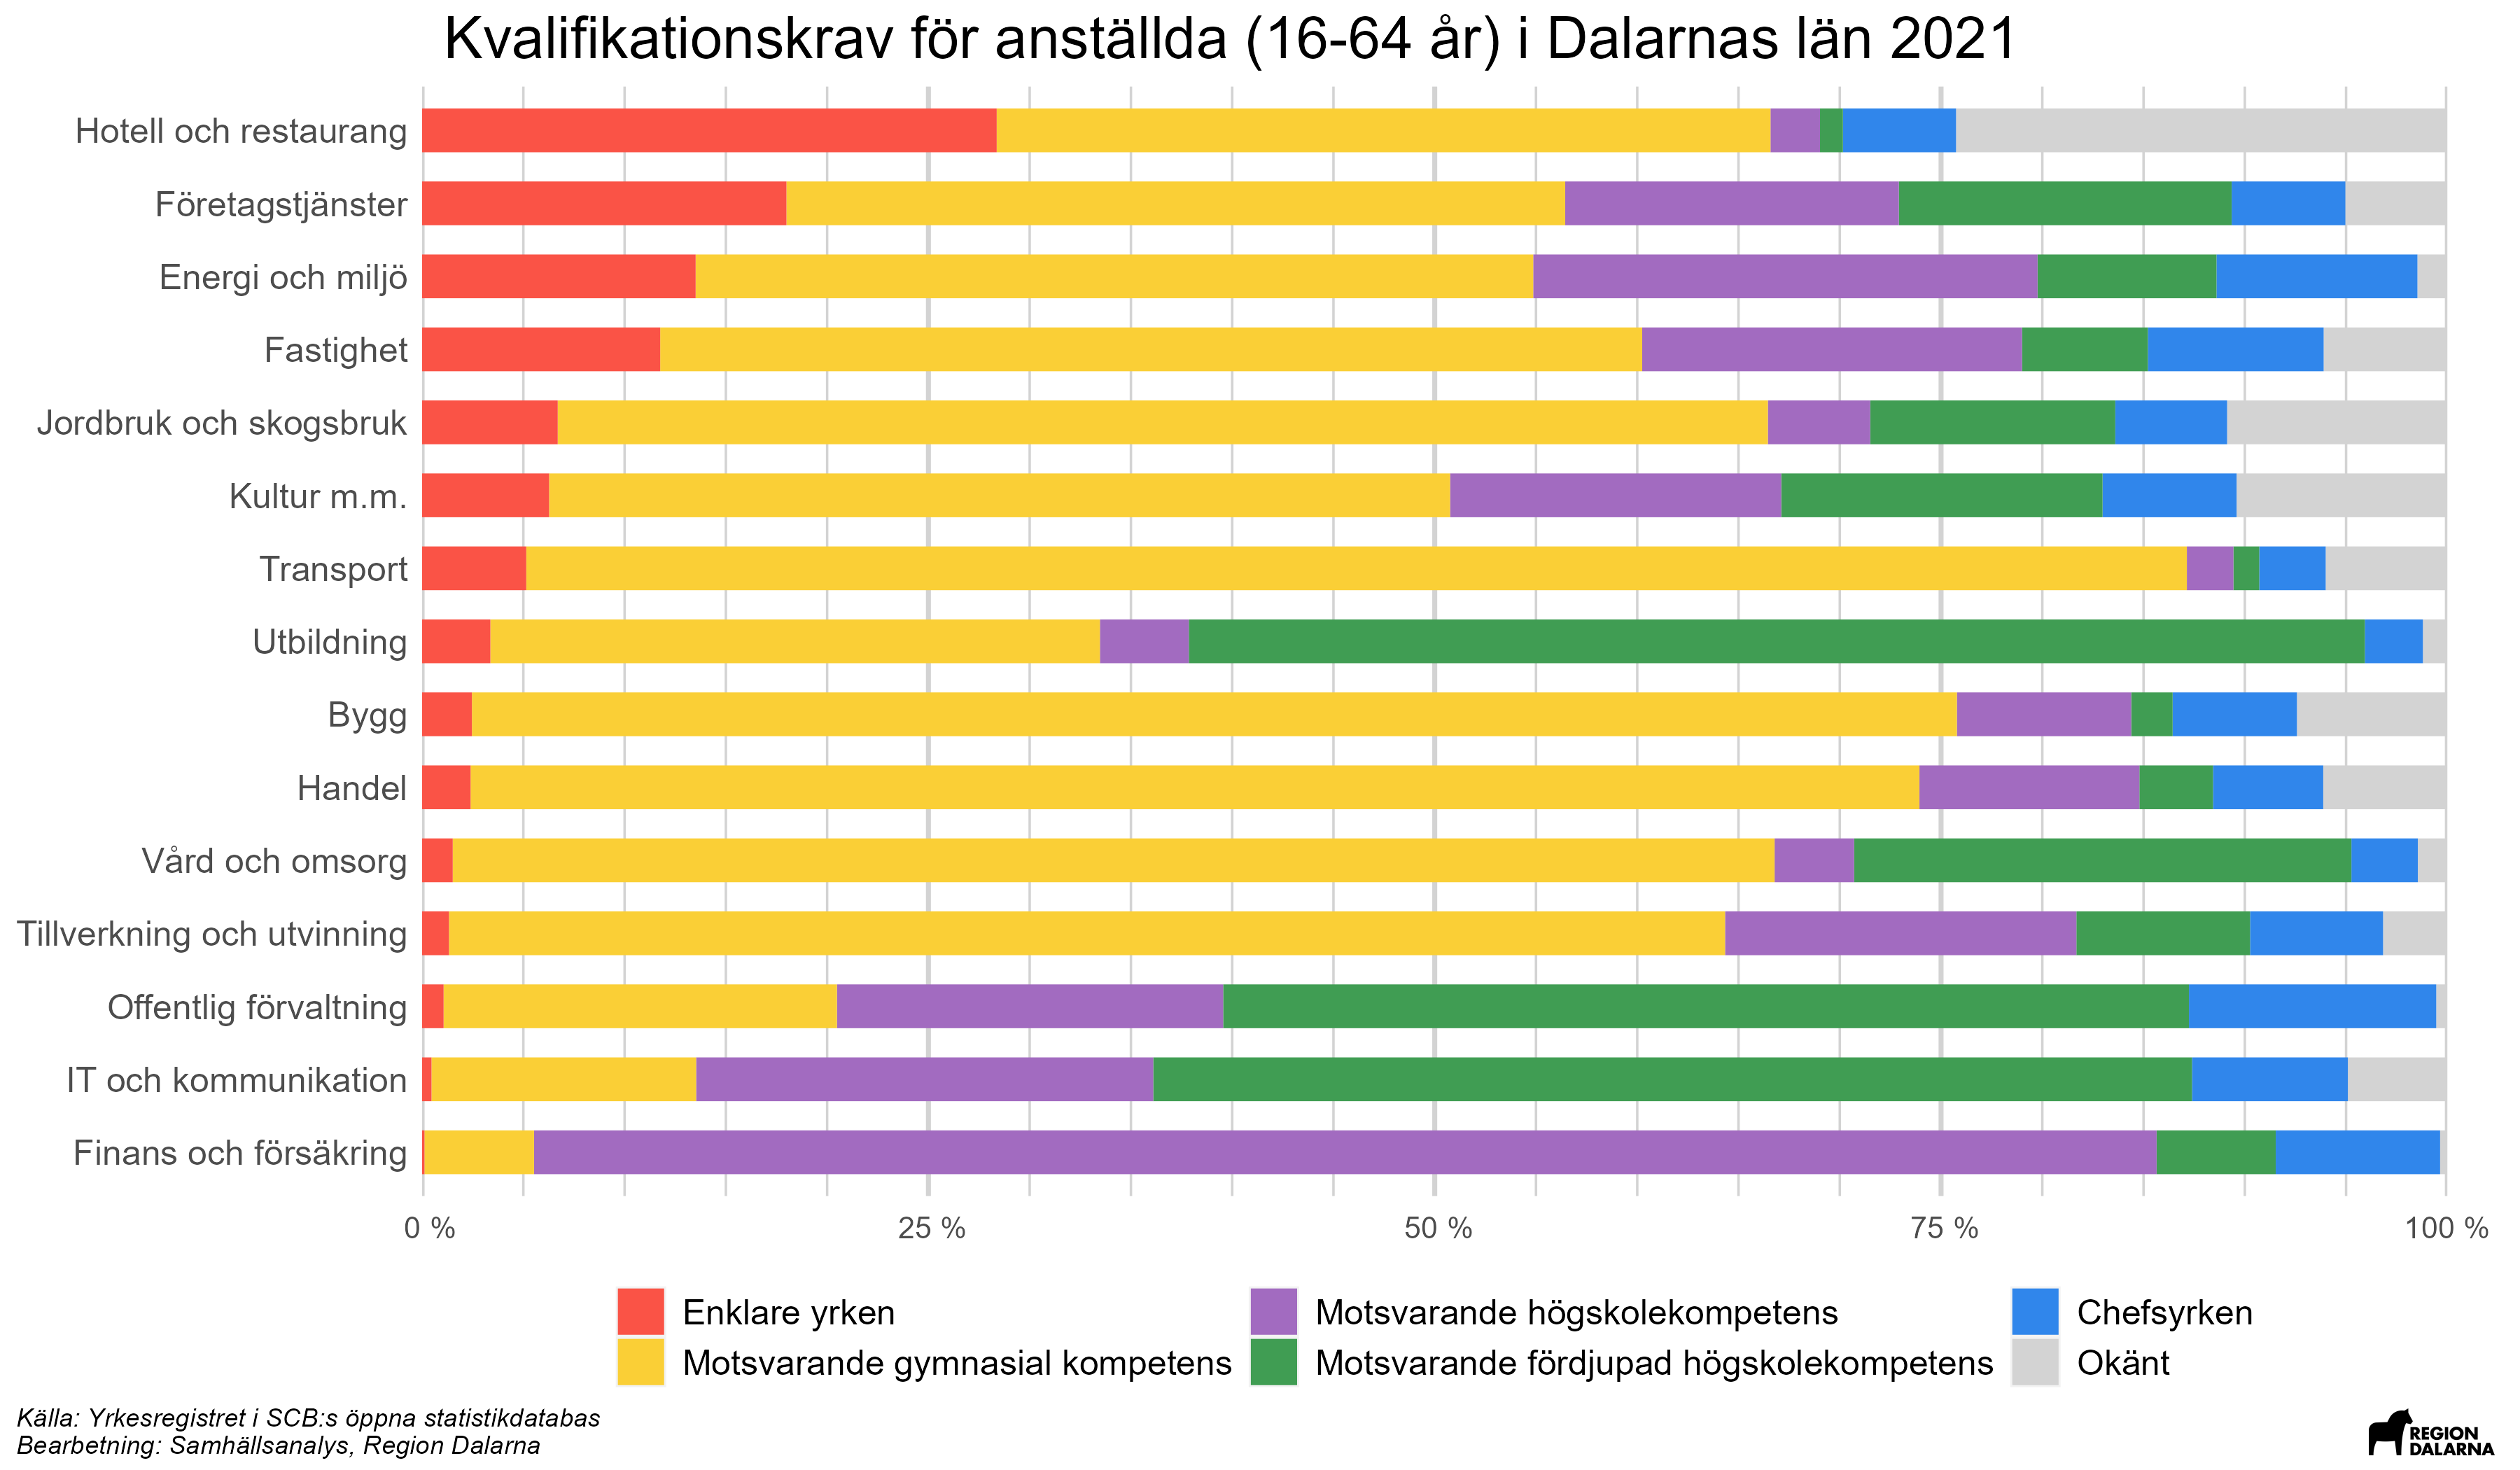 Kvalifikationskrav för anställda (16-64 år) i Dalarnas län 2021
Hotell och restaurang
Företagstjänster
Energi och miljö
Fastighet
Jordbruk och skogsbruk
Kultur m.m.
Transport
Utbildning
Bygg
Handel
Vård och omsorg
Tillverkning och utvinning
Offentlig förvaltning
IT och kommunikation
Finans och försäkring
0 % 25 % 50 % 75 % 100 %
Enklare yrken Motsvarande högskolekompetens Chefsyrken
Motsvarande gymnasial kompetens Motsvarande fördjupad högskolekompetens Okänt
Källa: Yrkesregistret i SCB:s öppna statistikdatabas
Bearbetning: Samhällsanalys, Region Dalarna
REGION
DALARNA